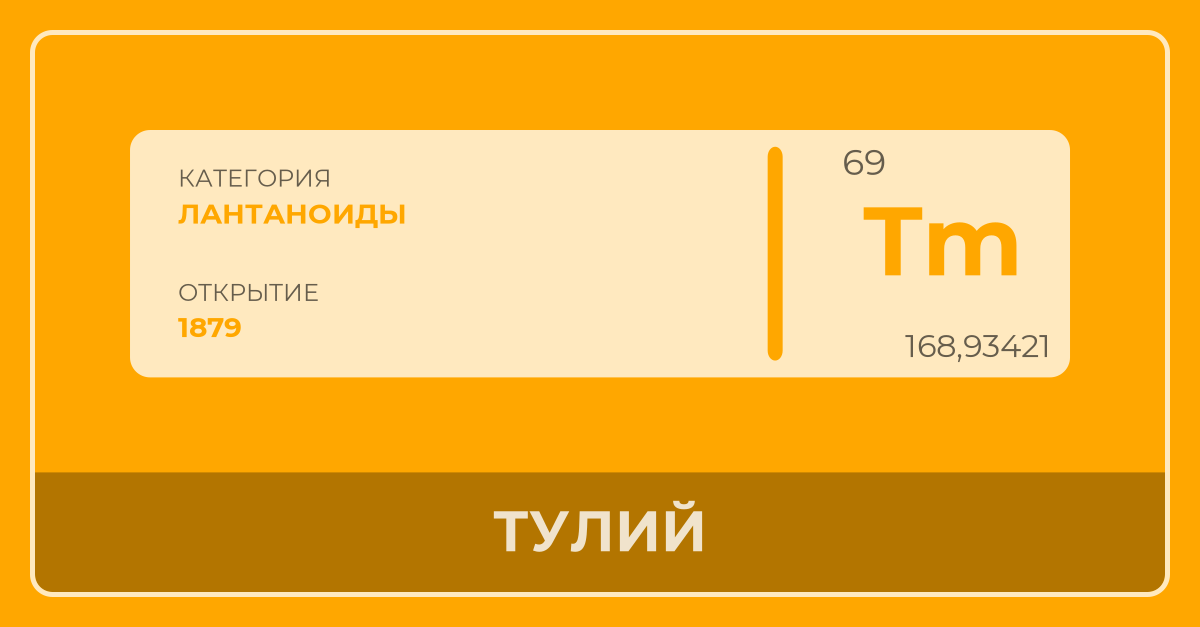 КАТЕГОРИЯ
ЛАНТАНОИДЫ
ОТКРЫТИЕ
1879
69
Tm
168,93421
ТУЛИЙ